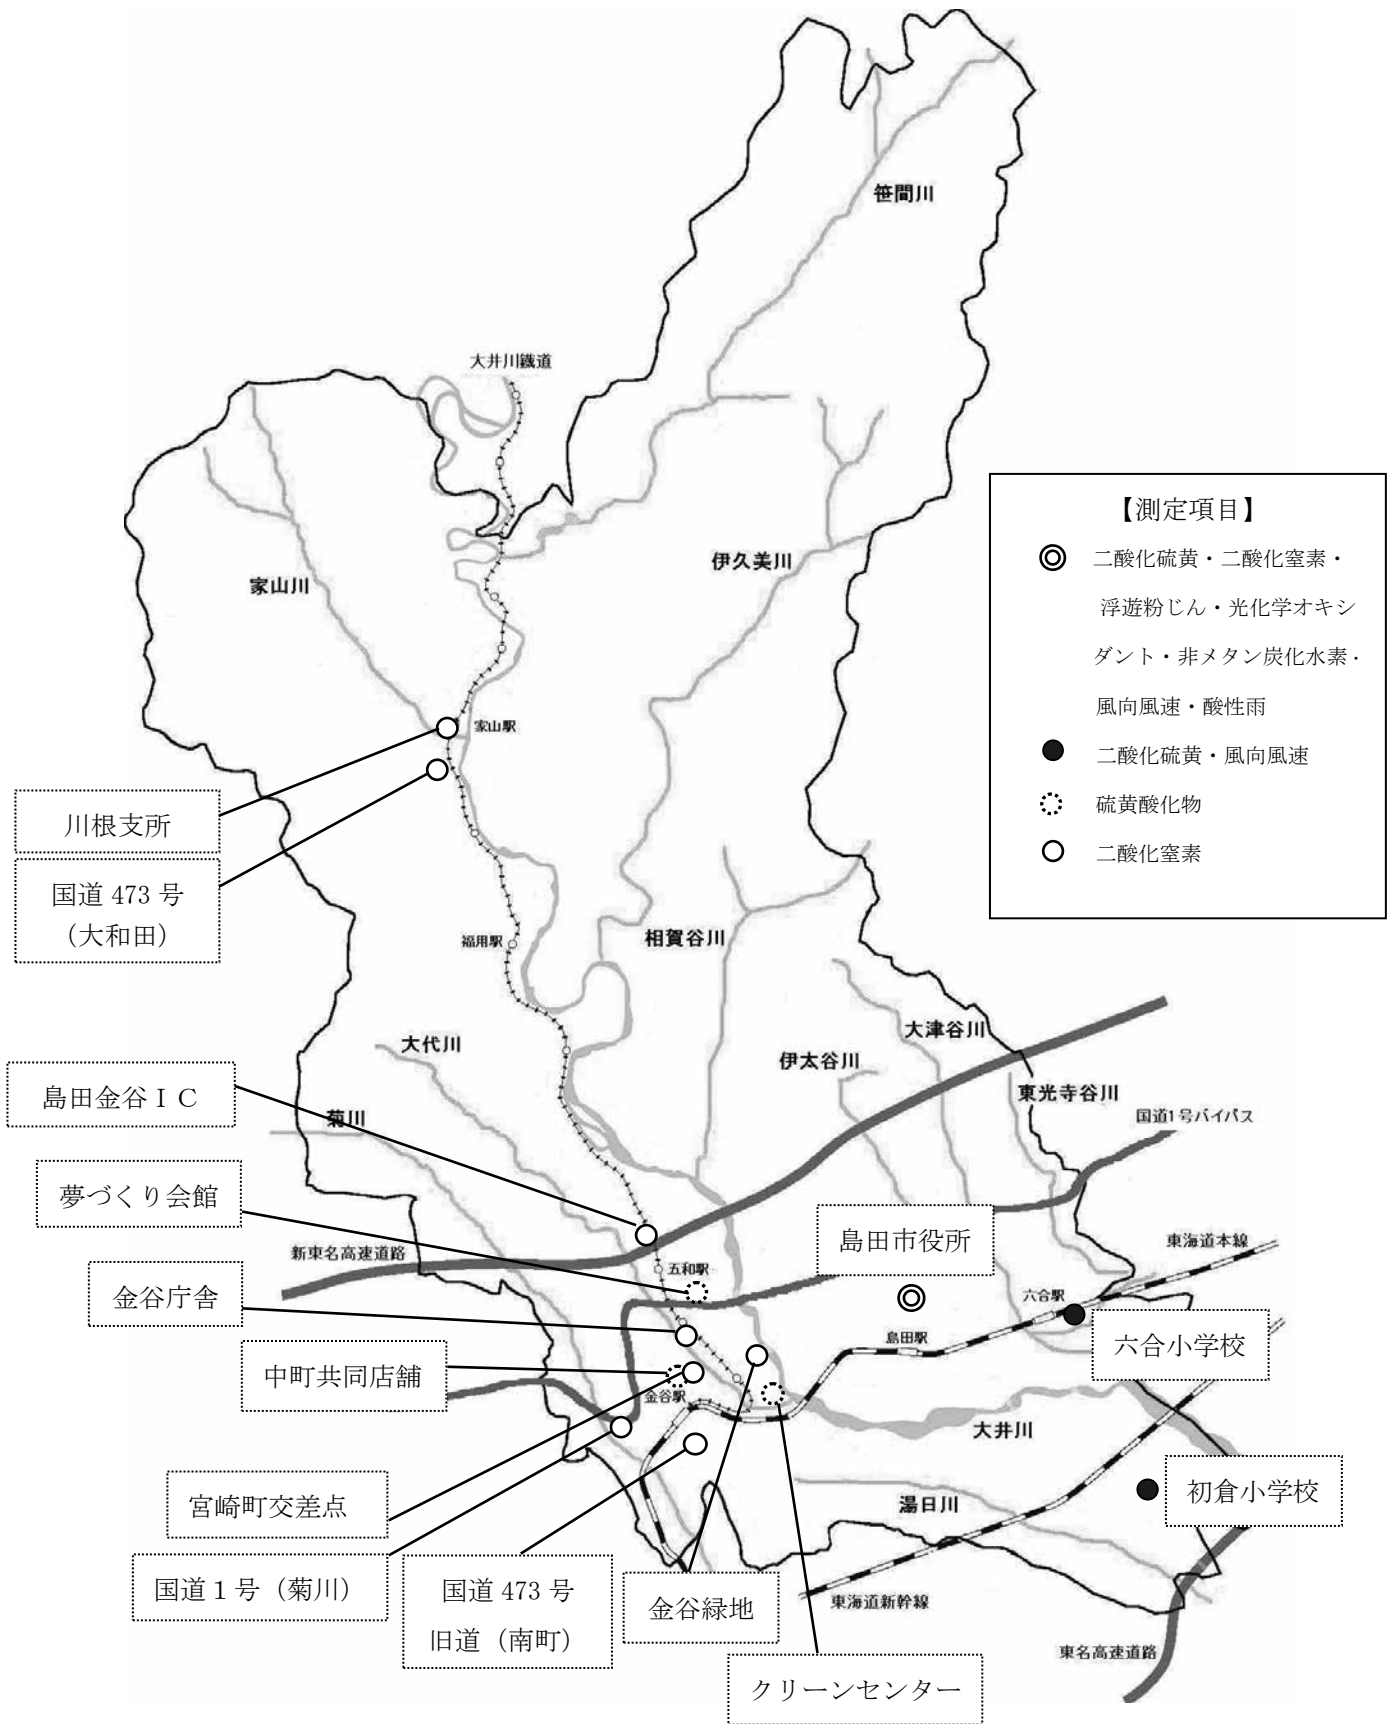 笹間川
大井川鐵道
【測定項目】
二酸化硫黄・二酸化窒素・
浮遊粉じん・光化学オキシ
ダント・非メタン炭化水素・
風向風速・酸性雨
二酸化硫黄・風向風速
硫黄酸化物
二酸化窒素
伊久美川
家山川
家山駅
川根支所
国道 473 号
（大和田）
福用駅
相賀谷川
大津谷川
大代川
伊太谷川
東光寺谷川
島田金谷ＩＣ
菊川
国道1号バイパス
夢づくり会館
島田市役所
新東名高速道路
東海道本線
五和駅
金谷庁舎
六合駅
島田駅
六合小学校
中町共同店舗
金谷駅
大井川
宮崎町交差点
湯日川
初倉小学校
国道１号（菊川）
国道 473 号
旧道（南町）
金谷緑地
東海道新幹線
東名高速道路
クリーンセンター